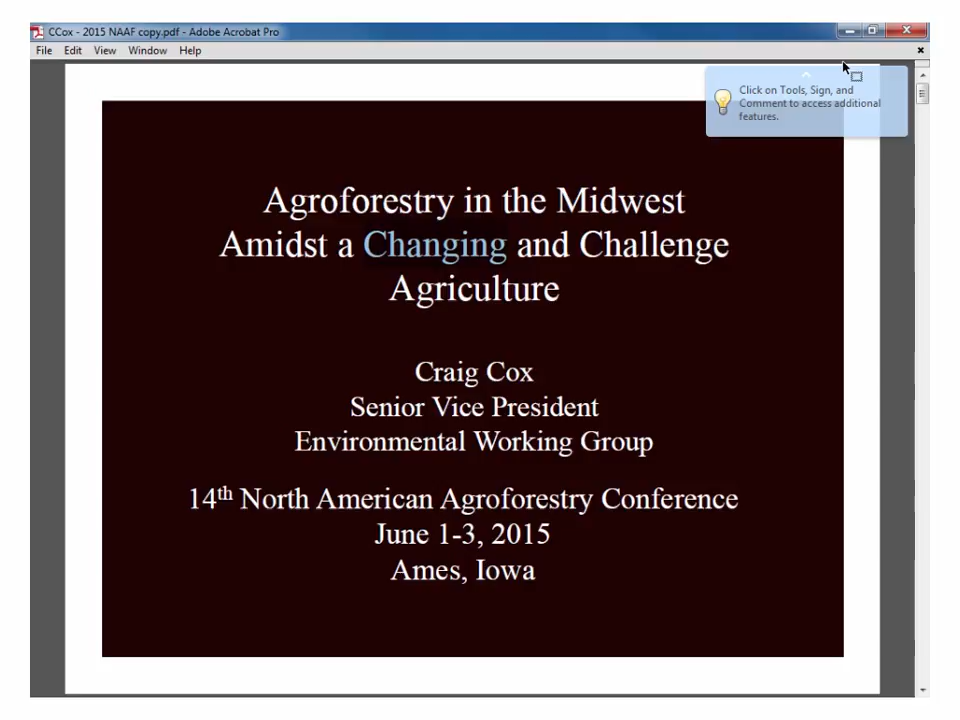 CCox - 2015 NAAF copy.pdf - Adobe Acrobat Pro
File Edit View Window Help
Click on Tools, Sign, and
Comment to access additional
features.
Agroforestry in the Midwest
Amidst a Changing and Challenge
Agriculture
Craig Cox
Senior Vice President
Environmental Working Group
14th North American Agroforestry Conference
June 1-3, 2015
Ames, Iowa